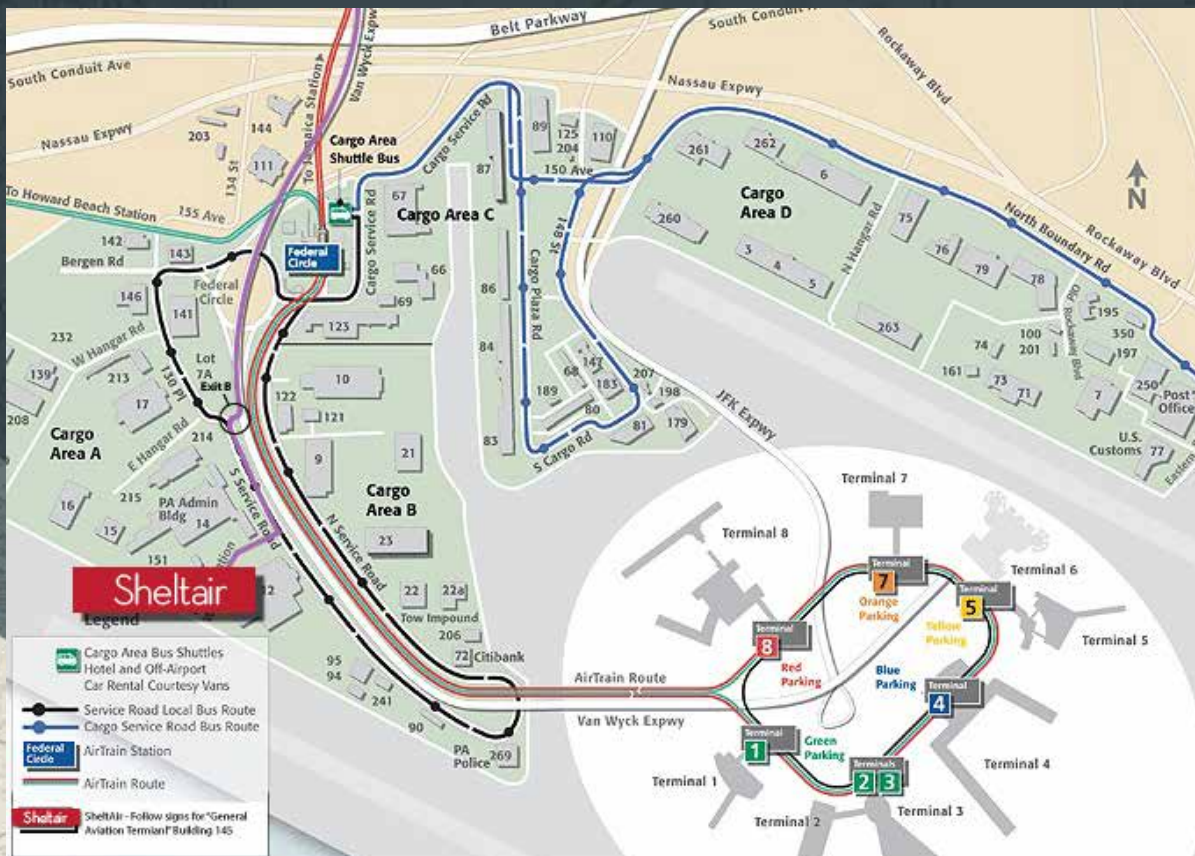 Belt Parkway
South Conduit A
South Conduit Ave
Van Wyck Expwy
Rockaway Blvd
Nassau Expwy
Nassau Expwy
To Jamaica Station
203
144
134 St
111
Cargo Area
Shuttle Bus
Cargo Service Rd
89
125
204
110
150 Ave
261
262
6
Cargo
Area D
87
67
Cargo Area C
To Howard Beach Station
155 Ave
Federal
Circle
142
143
Bergen Rd
Federal
Circle
Cargo Service Rd
66
69
86
Cargo Plaza Rd
148 St
260
3
4
5
N Hangar Rd
75
76
79
78
North Boundary Rd
Rockaway Blvd
N
146
141
123
232
W Hangar Rd
139
213
208
130 Pl
Lot
7A
Exit B
17
10
122
121
84
147
68
183
189
80
207
198
81
179
263
100
201
74
161
73
71
Rockaway Blvd
195
350
197
7
250
Post
Office
U.S.
Customs
77
Eastern
Cargo
Area A
E Hangar Rd
214
9
21
83
S Cargo Rd
JFK Expwy
215
16
15
PA Admin
Bldg
14
S Service Road
Cargo
Area B
N Service Road
23
151
22
22a
Tow Impound
206
72
Citibank
95
94
241
90
PA
Police
269
Terminal 7
Terminal 8
Terminal
7
Orange
Parking
Terminal 6
Terminal
5
Yellow
Parking
Terminal 5
Terminal
8
Red
Parking
Blue
Parking
Terminal
4
AirTrain Route
Van Wyck Expwy
Terminal
1
Green
Parking
Terminals
2 3
Terminal 1
Terminal 4
Terminal 2
Terminal 3
Sheltair
Legend
Cargo Area Bus Shuttles
Hotel and Off-Airport
Car Rental Courtesy Vans
Service Road Local Bus Route
Cargo Service Road Bus Route
Federal
Circle
AirTrain Station
AirTrain Route
Sheltair
SheltAir - Follow signs for "General
Aviation Termianl" Building 145